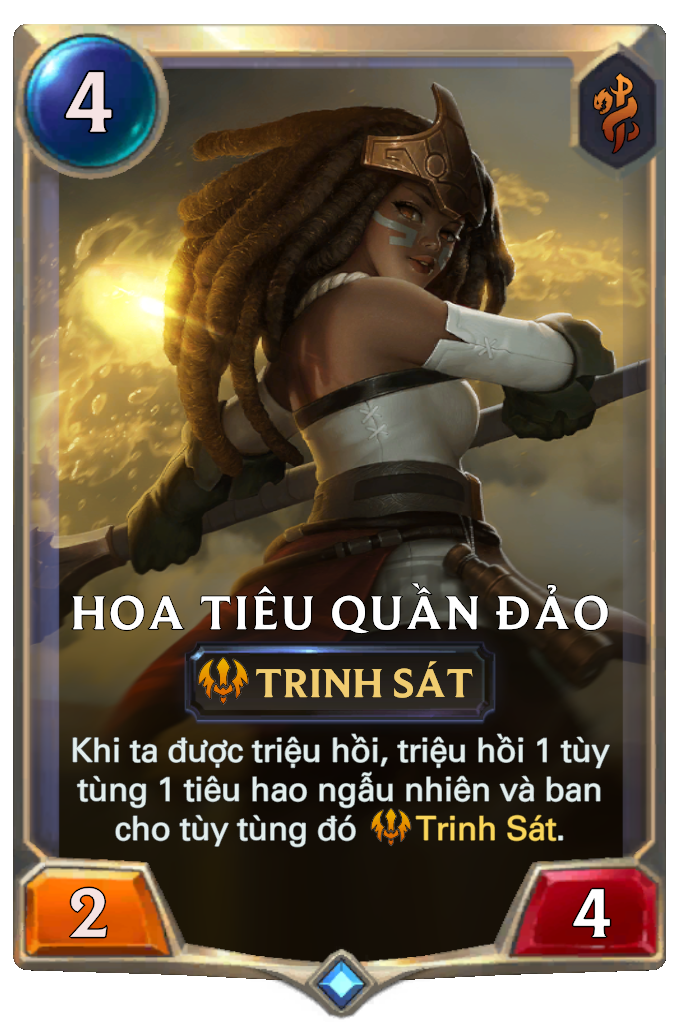 4
HOA TIÊU QUẦN ĐẢO
TRINH SÁT
Khi ta được triệu hồi, triệu hồi 1 tùy
tùng 1 tiêu hao ngẫu nhiên và ban
cho tùy tùng đó Trinh Sát.
2
4